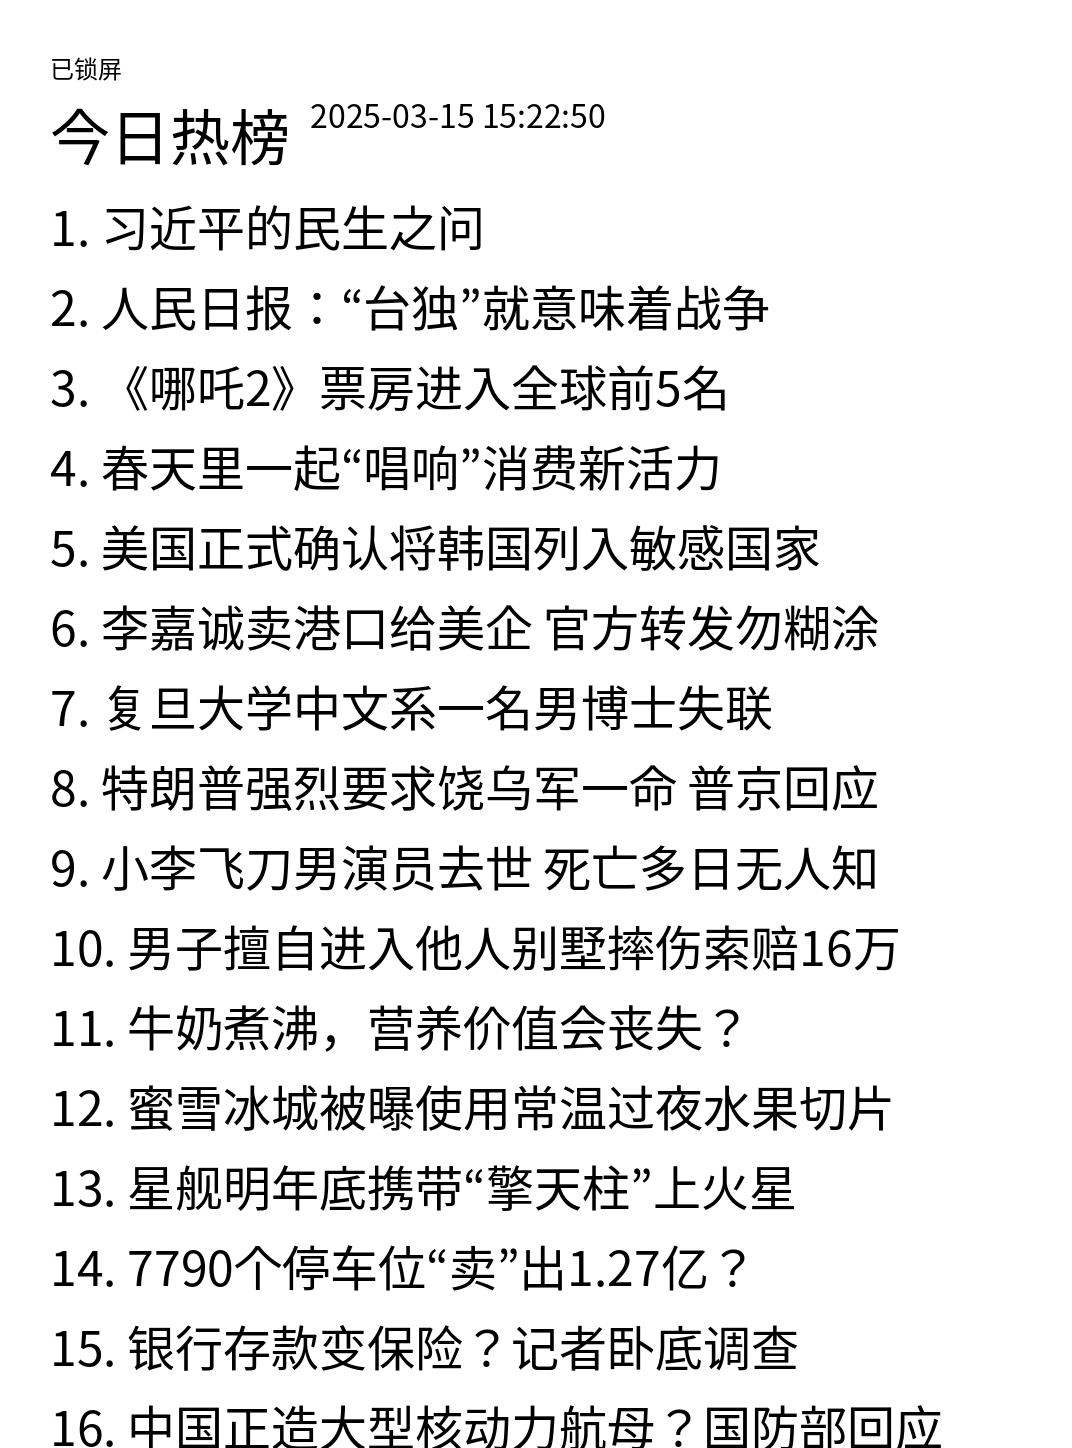 已锁屏
今日热榜 2025-03-15 15:22:50
1. 习近平的民生之问
2. 人民日报：“台独”就意味着战争
3. 《哪吒2》票房进入全球前5名
4. 春天里一起“唱响”消费新活力
5. 美国正式确认将韩国列入敏感国家
6. 李嘉诚卖港口给美企 官方转发勿糊涂
7. 复旦大学中文系一名男博士失联
8. 特朗普强烈要求饶乌军一命 普京回应
9. 小李飞刀男演员去世 死亡多日无人知
10. 男子擅自进入他人别墅摔伤索赔16万
11. 牛奶煮沸，营养价值会丧失？
12. 蜜雪冰城被曝使用常温过夜水果切片
13. 星舰明年底携带“擎天柱”上火星
14. 7790个停车位“卖”出1.27亿？
15. 银行存款变保险？记者卧底调查
16. 中国正造大型核动力航母？国防部回应